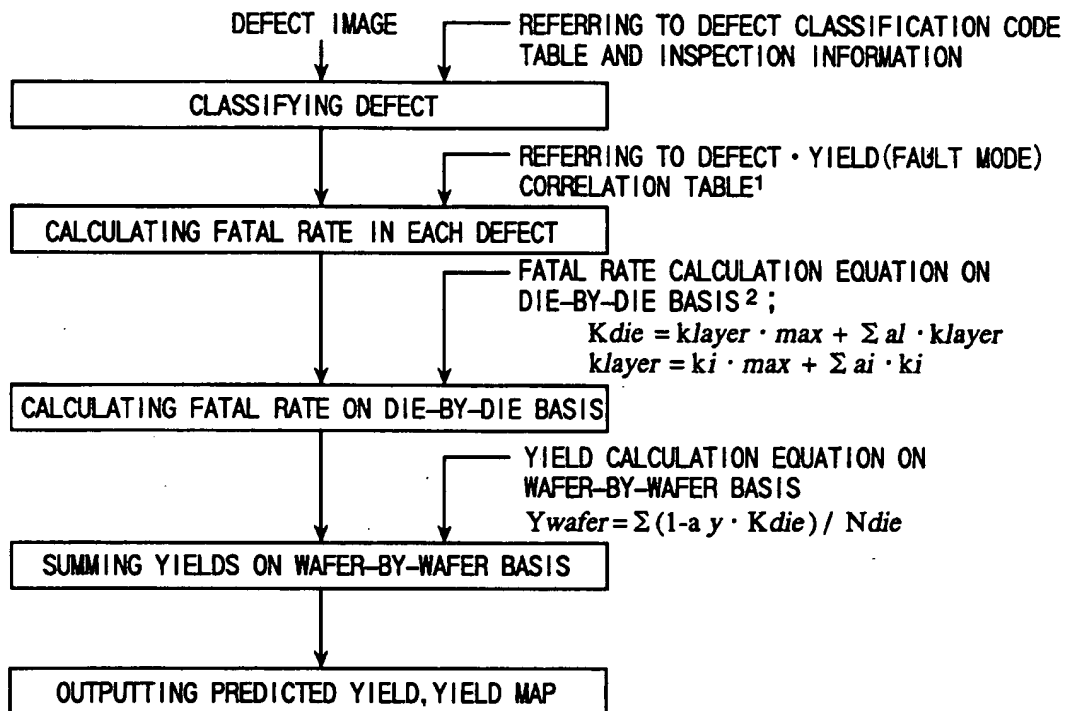 DEFECT IMAGE
REFERRING TO DEFECT CLASSIFICATION CODE
TABLE AND INSPECTION INFORMATION
CLASSIFYING DEFECT
REFERRING TO DEFECT · YIELD(FAULT MODE)
CORRELATION TABLE¹
CALCULATING FATAL RATE IN EACH DEFECT
FATAL RATE CALCULATION EQUATION ON
DIE-BY-DIE BASIS²;
Kdie = klayer · max + Σ al · klayer
klayer = ki · max + Σ ai · ki
CALCULATING FATAL RATE ON DIE-BY-DIE BASIS
YIELD CALCULATION EQUATION ON
WAFER-BY-WAFER BASIS
Ywafer = Σ (1-a y · Kdie) / Ndie
SUMMING YIELDS ON WAFER-BY-WAFER BASIS
OUTPUTTING PREDICTED YIELD, YIELD MAP